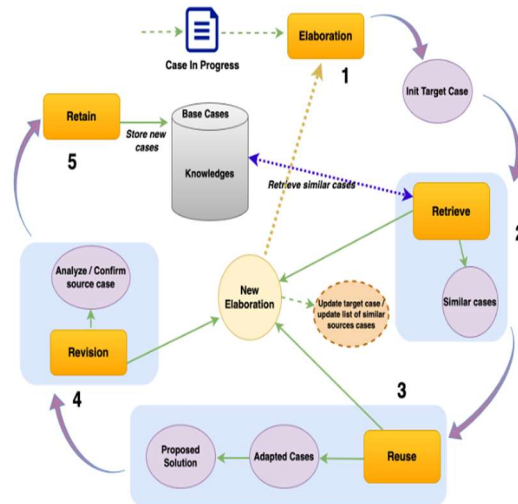 Elaboration
Case In Progress
1
Init Target Case
Retain
5
Store new
cases
Base Cases
Knowledges
Retrieve similar cases
Retrieve
2
Similar cases
Analyze / Confirm
source case
Revision
4
New
Elaboration
Update target case /
update list of similar
sources cases
3
Proposed
Solution
Adapted Cases
Reuse